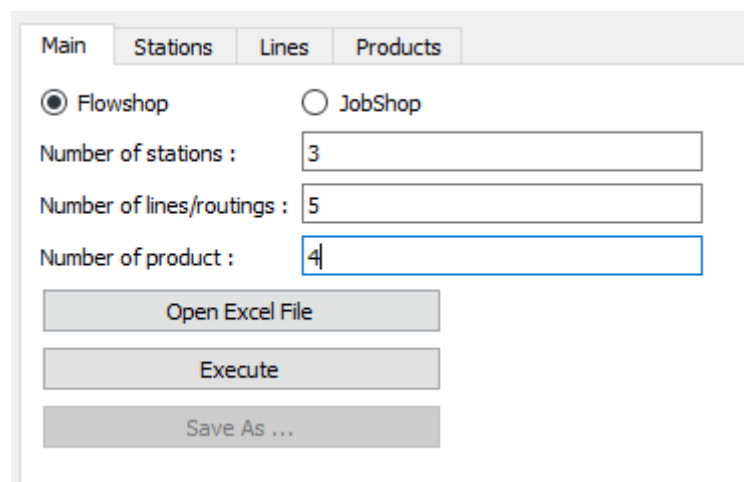 Main Stations Lines Products
Flowshop JobShop
Number of stations : 3
Number of lines/routings : 5
Number of product : 4
Open Excel File
Execute
Save As ...